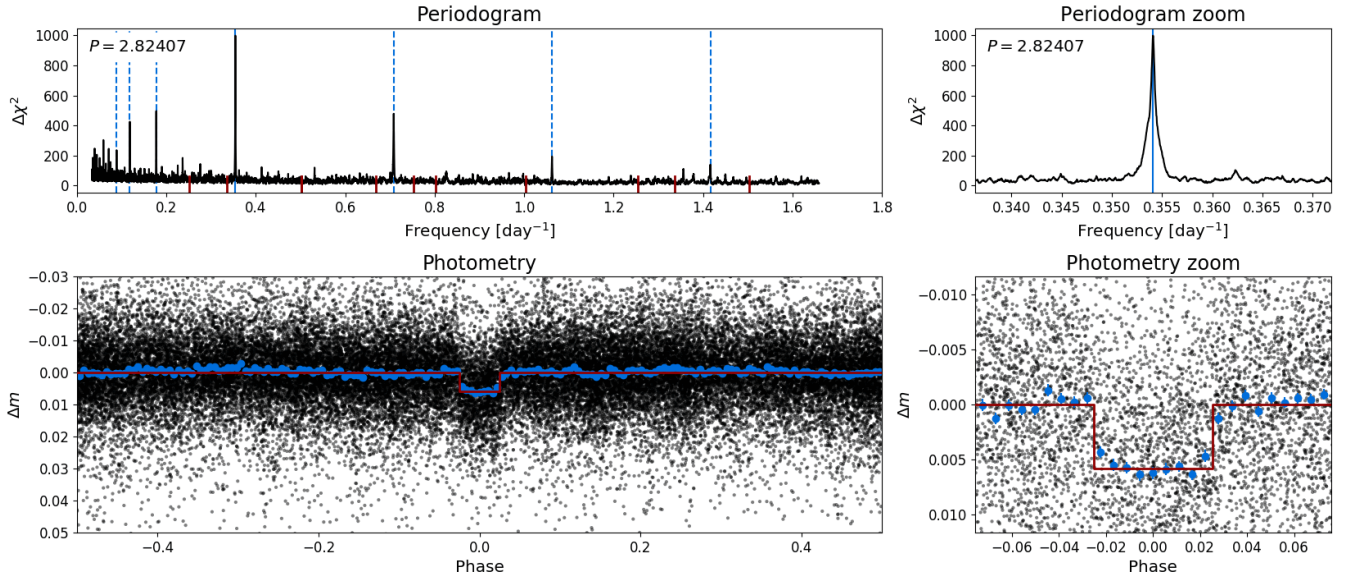 Periodogram
P = 2.82407
1000
800
600
400
200
0
Δχ²
0.0 0.2 0.4 0.6 0.8 1.0 1.2 1.4 1.6 1.8
Frequency [day⁻¹]
Periodogram zoom
P = 2.82407
1000
800
600
400
200
0
Δχ²
0.340 0.345 0.350 0.355 0.360 0.365 0.370
Frequency [day⁻¹]
Photometry
−0.03
−0.02
−0.01
0.00
0.01
0.02
0.03
0.04
0.05
Δm
−0.4 −0.2 0.0 0.2 0.4
Phase
Photometry zoom
−0.010
−0.005
0.000
0.005
0.010
Δm
−0.06 −0.04 −0.02 0.00 0.02 0.04 0.06
Phase